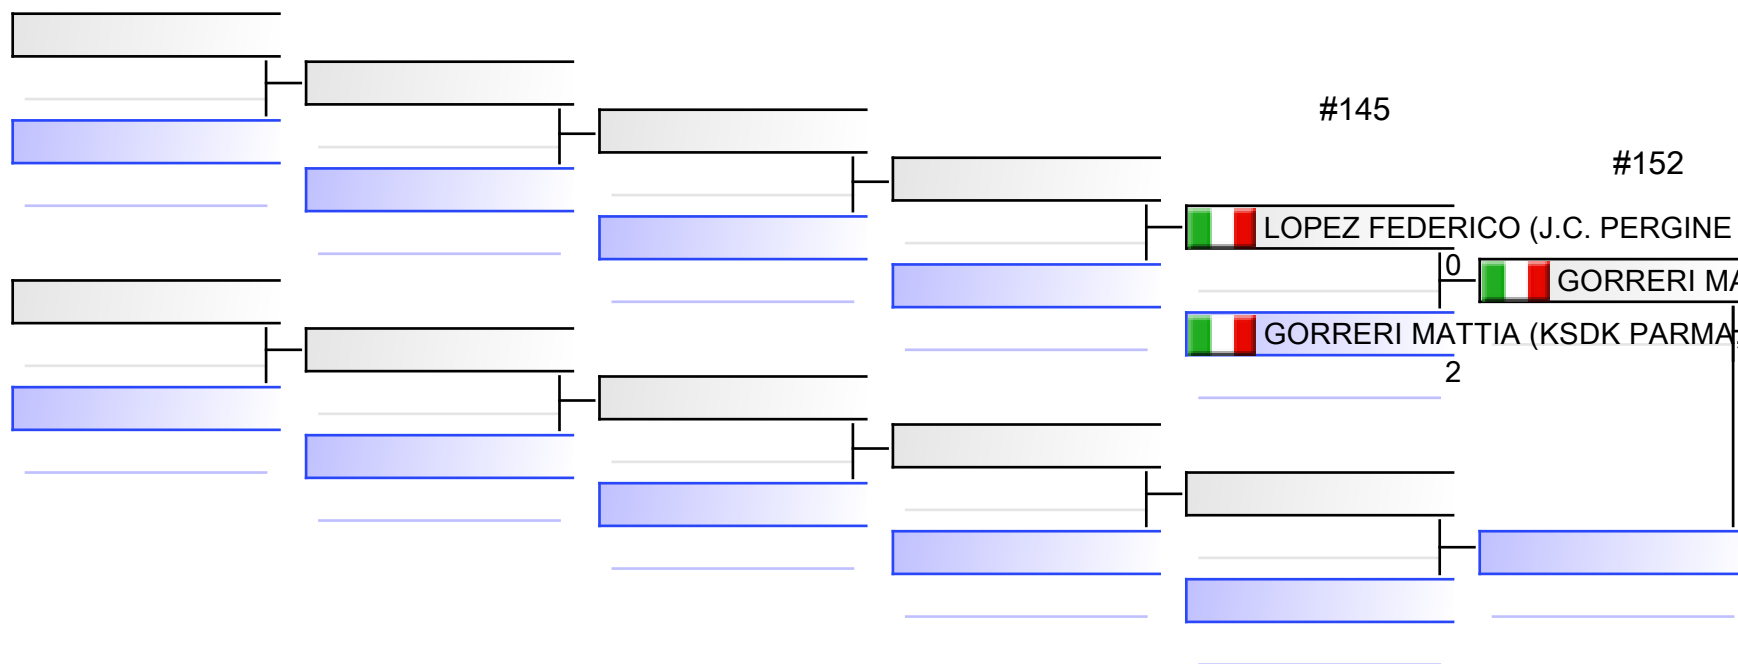 #145
#152
LOPEZ FEDERICO (J.C. PERGINE
0
GORRERI MA
GORRERI MATTIA (KSDK PARMA)
2